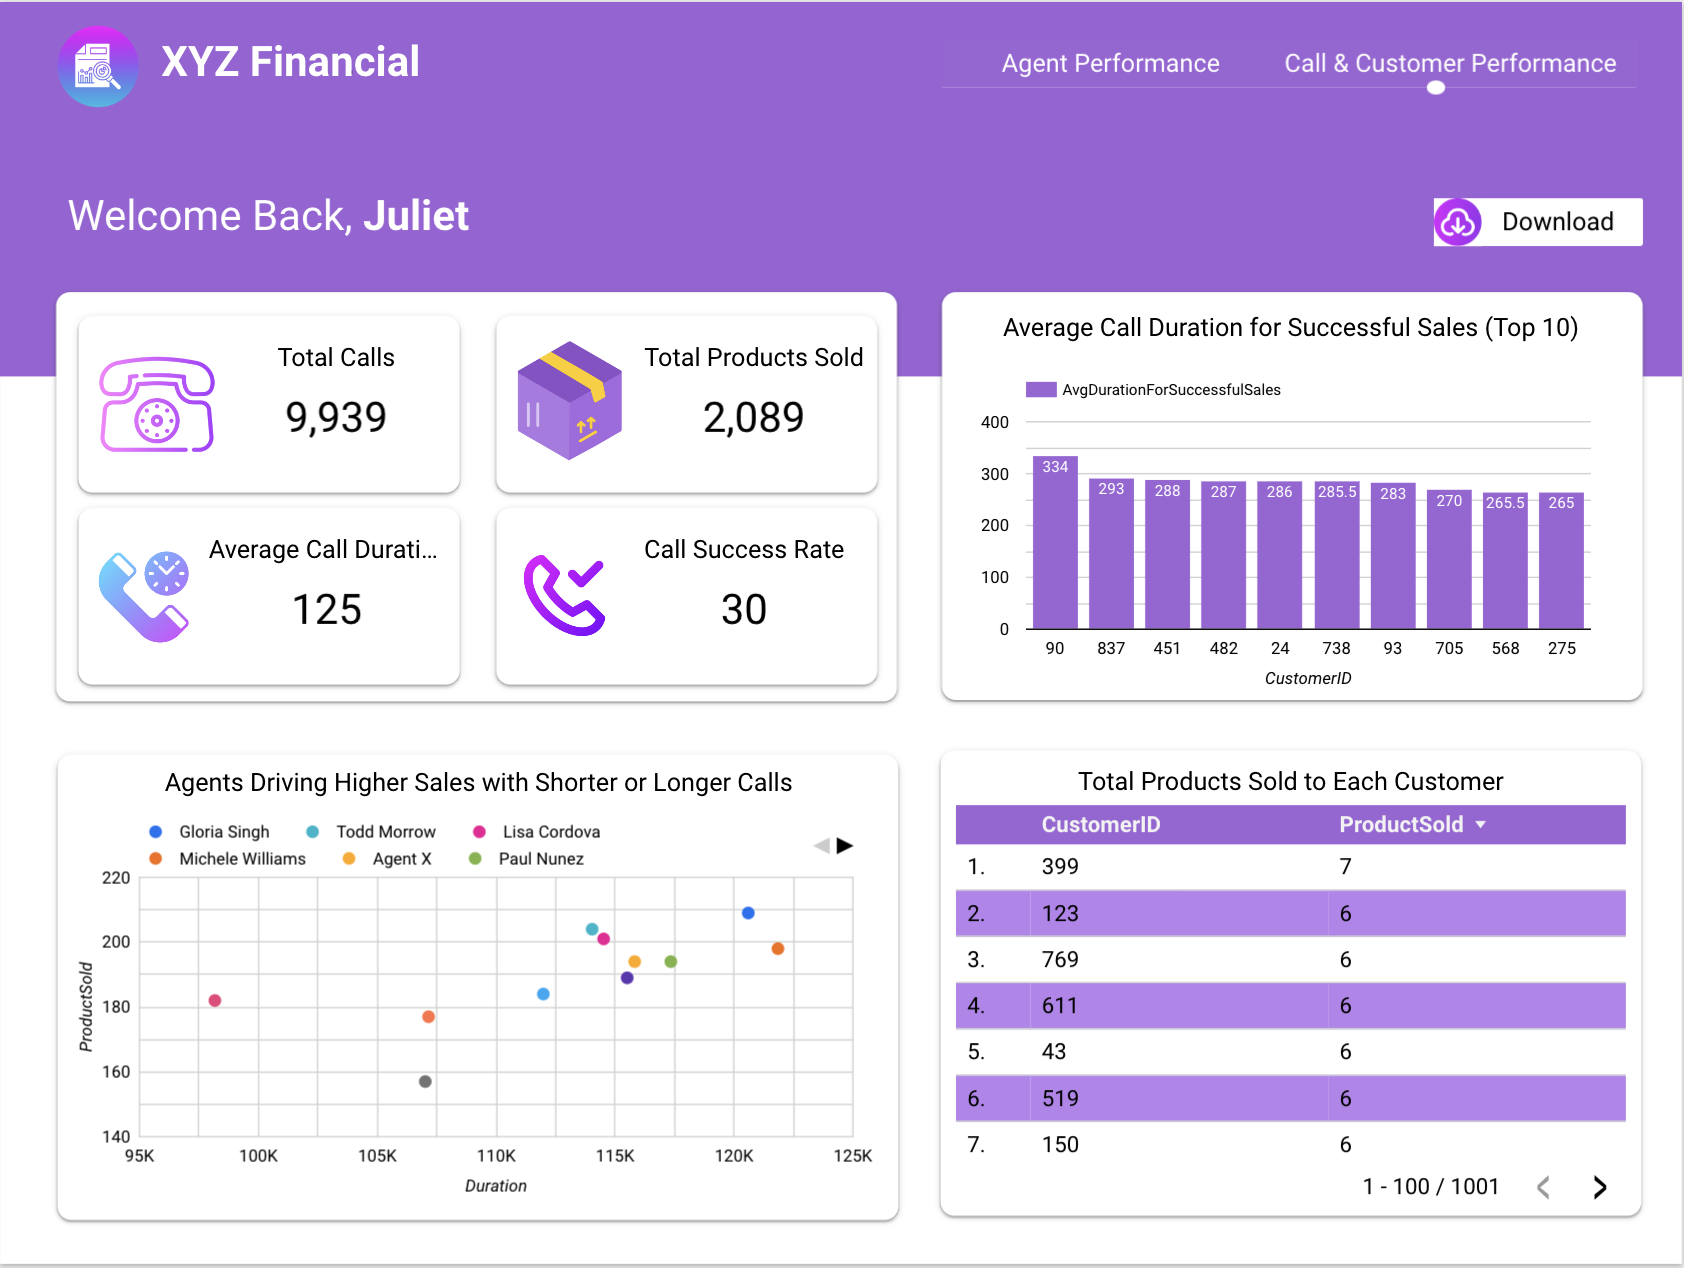 XYZ Financial
Agent Performance
Call & Customer Performance
Welcome Back, Juliet
Download
Total Calls
9,939
Total Products Sold
2,089
Average Call Durati...
125
Call Success Rate
30
Average Call Duration for Successful Sales (Top 10)
AvgDurationForSuccessfulSales
400
300
200
100
0
334 293 288 287 286 285.5 283 270 265.5 265
90 837 451 482 24 738 93 705 568 275
CustomerID
Agents Driving Higher Sales with Shorter or Longer Calls
Gloria Singh Todd Morrow Lisa Cordova
Michele Williams Agent X Paul Nunez
220
200
180
160
140
ProductSold
95K 100K 105K 110K 115K 120K 125K
Duration
Total Products Sold to Each Customer
CustomerID ProductSold
1. 399 7
2. 123 6
3. 769 6
4. 611 6
5. 43 6
6. 519 6
7. 150 6
1 - 100 / 1001